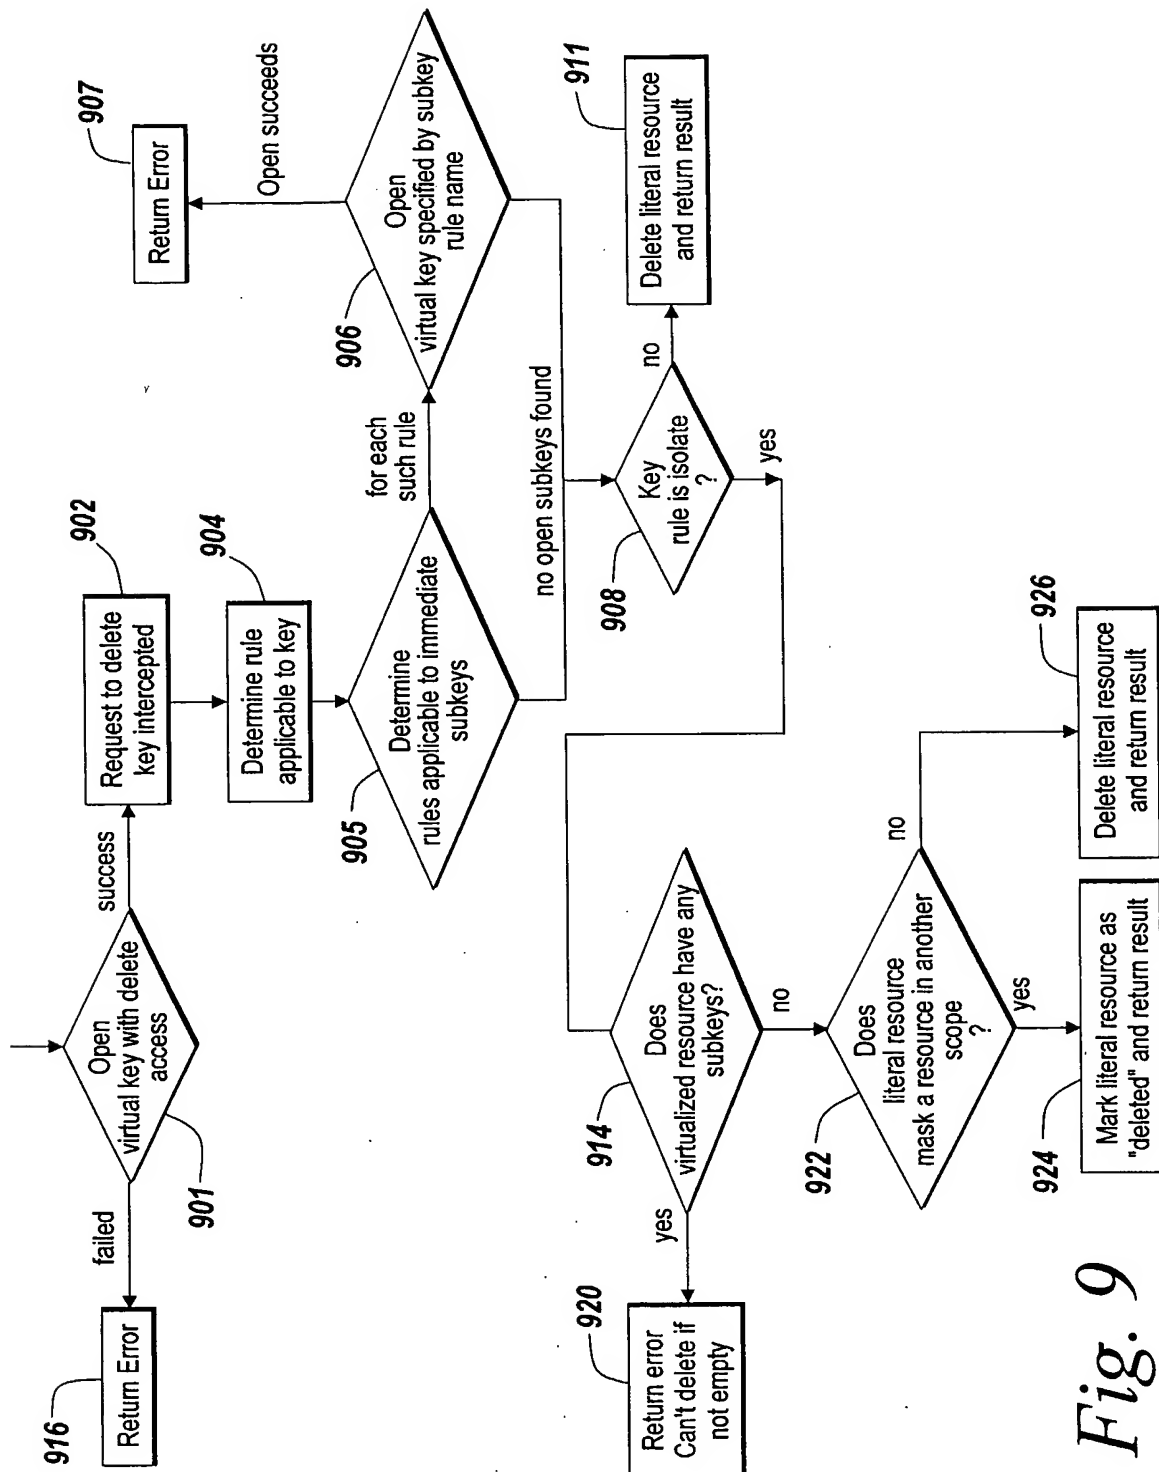 Open
virtual key with delete
access
901
failed
Return Error
916
success
Request to delete
key intercepted
902
Determine rule
applicable to key
904
Determine
rules applicable to immediate
subkeys
905
for each
such rule
Open
virtual key specified by subkey
rule name
906
Open succeeds
Return Error
907
no open subkeys found
Key
rule is isolate
?
908
no
Delete literal resource
and return result
911
yes
Does
virtualized resource have any
subkeys?
914
yes
Return error
Can't delete if
not empty
920
no
Does
literal resource
mask a resource in another
scope
?
922
yes
Mark literal resource as
"deleted" and return result
924
no
Delete literal resource
and return result
926
Fig. 9